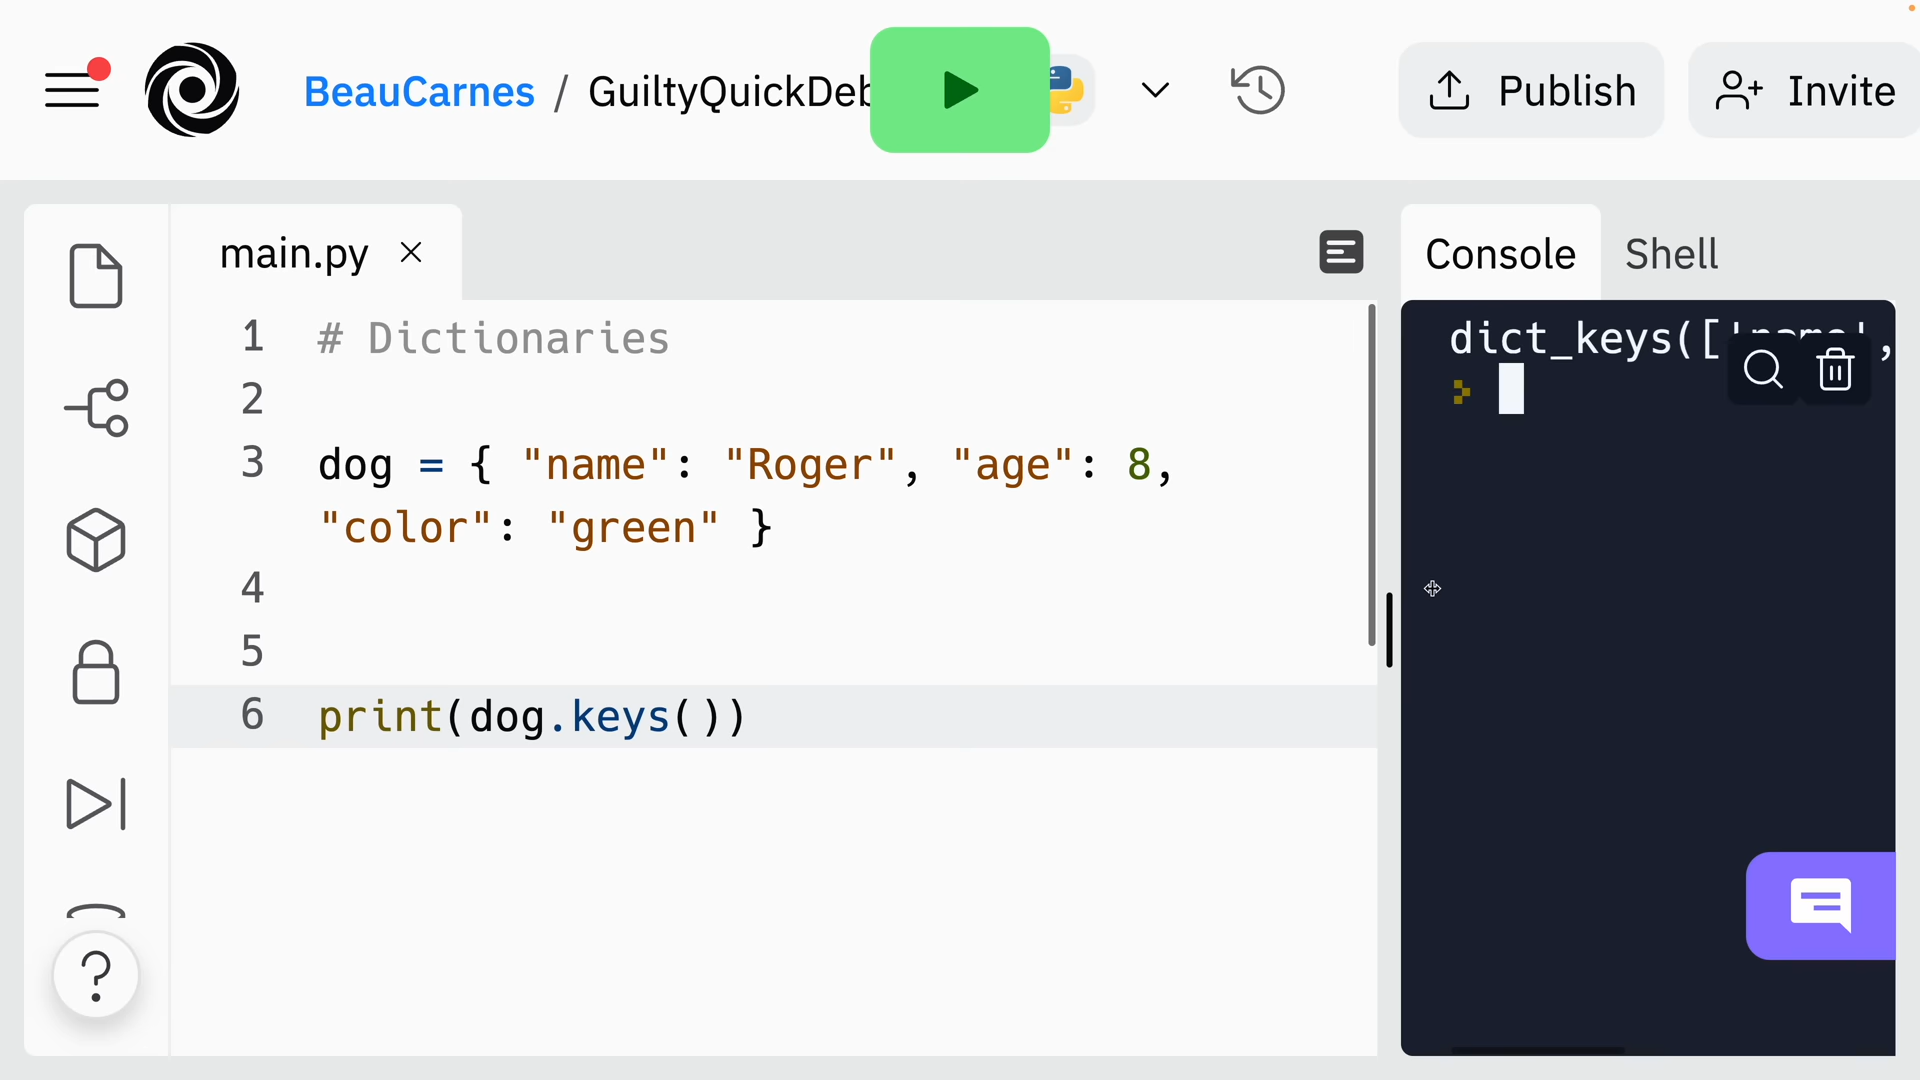 BeauCarnes / GuiltyQuickDeb
Publish
Invite
main.py
Console
Shell
1 # Dictionaries
2
3 dog = { "name": "Roger", "age": 8,
"color": "green" }
4
5
6 print(dog.keys())
dict_keys(['name',
?